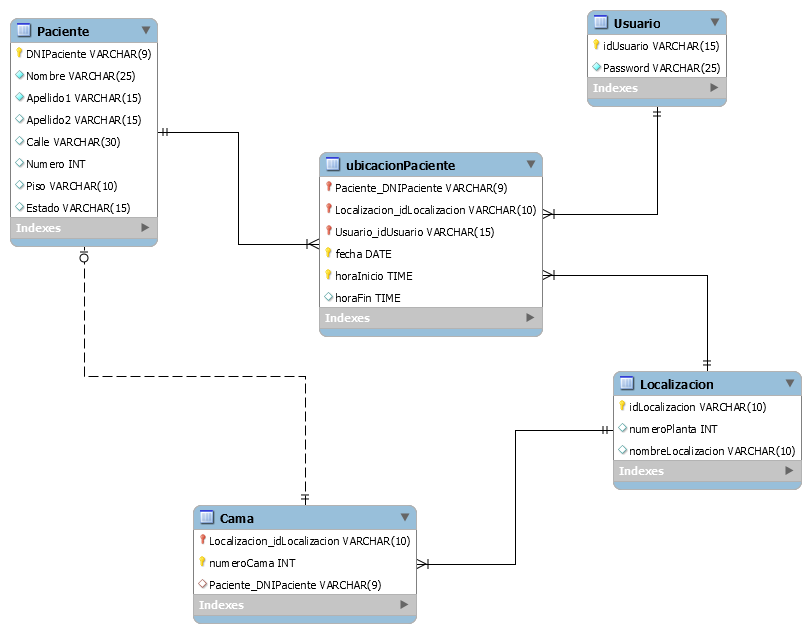 Paciente
DNIPaciente VARCHAR(9)
Nombre VARCHAR(25)
Apellido1 VARCHAR(15)
Apellido2 VARCHAR(15)
Calle VARCHAR(30)
Numero INT
Piso VARCHAR(10)
Estado VARCHAR(15)
Indexes
Usuario
idUsuario VARCHAR(15)
Password VARCHAR(25)
Indexes
ubicacionPaciente
Paciente_DNIPaciente VARCHAR(9)
Localizacion_idLocalizacion VARCHAR(10)
Usuario_idUsuario VARCHAR(15)
fecha DATE
horaInicio TIME
horaFin TIME
Indexes
Localizacion
idLocalizacion VARCHAR(10)
numeroPlanta INT
nombreLocalizacion VARCHAR(10)
Indexes
Cama
Localizacion_idLocalizacion VARCHAR(10)
numeroCama INT
Paciente_DNIPaciente VARCHAR(9)
Indexes